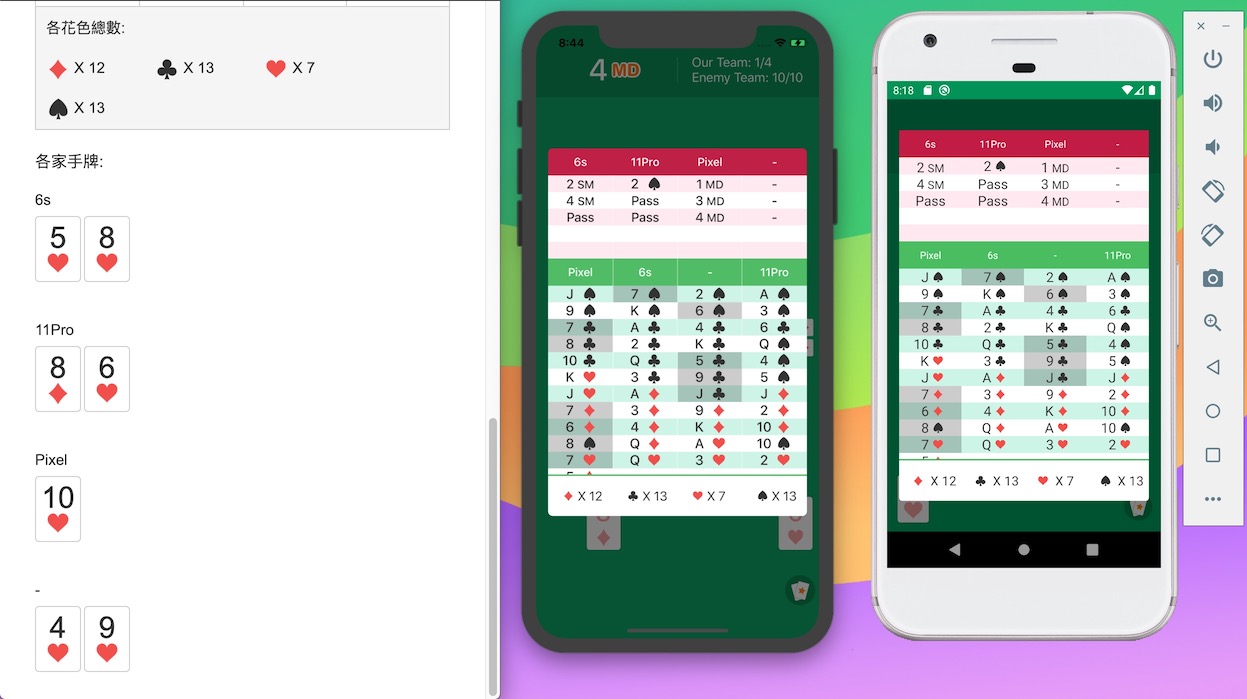 各花色總數:
X 12
X 13
X 7
X 13
各家手牌:
6s
5 8
11Pro
8 6
Pixel
10
-
4 9
8:44
4 MD
Our Team: 1/4
Enemy Team: 10/10
6s 11Pro Pixel -
2 SM 2 ♠ 1 MD -
4 SM Pass 3 MD -
Pass Pass 4 MD -
Pixel 6s - 11Pro
J ♠ 7 ♠ 2 ♠ A ♠
9 ♠ K ♠ 6 ♠ 3 ♠
7 ♣ A ♣ 4 ♣ 6 ♣
8 ♣ 2 ♣ K ♣ Q ♠
10 ♣ Q ♣ 5 ♣ 4 ♠
K ♥ 3 ♣ 9 ♣ 5 ♠
J ♥ A ♦ J ♣ J ♦
7 ♦ 3 ♦ 9 ♦ 2 ♦
6 ♦ 4 ♦ K ♦ 10 ♦
8 ♠ Q ♦ A ♥ 10 ♠
7 ♥ Q ♥ 3 ♥ 2 ♥
♦ X 12 ♣ X 13 ♥ X 7 ♠ X 13
8:18
6s 11Pro Pixel -
2 SM 2 ♠ 1 MD -
4 SM Pass 3 MD -
Pass Pass 4 MD -
Pixel 6s - 11Pro
J ♠ 7 ♠ 2 ♠ A ♠
9 ♠ K ♠ 6 ♠ 3 ♠
7 ♣ A ♣ 4 ♣ 6 ♣
8 ♣ 2 ♣ K ♣ Q ♠
10 ♣ Q ♣ 5 ♣ 4 ♠
K ♥ 3 ♣ 9 ♣ 5 ♠
J ♥ A ♦ J ♣ J ♦
7 ♦ 3 ♦ 9 ♦ 2 ♦
6 ♦ 4 ♦ K ♦ 10 ♦
8 ♠ Q ♦ A ♥ 10 ♠
7 ♥ Q ♥ 3 ♥ 2 ♥
♦ X 12 ♣ X 13 ♥ X 7 ♠ X 13